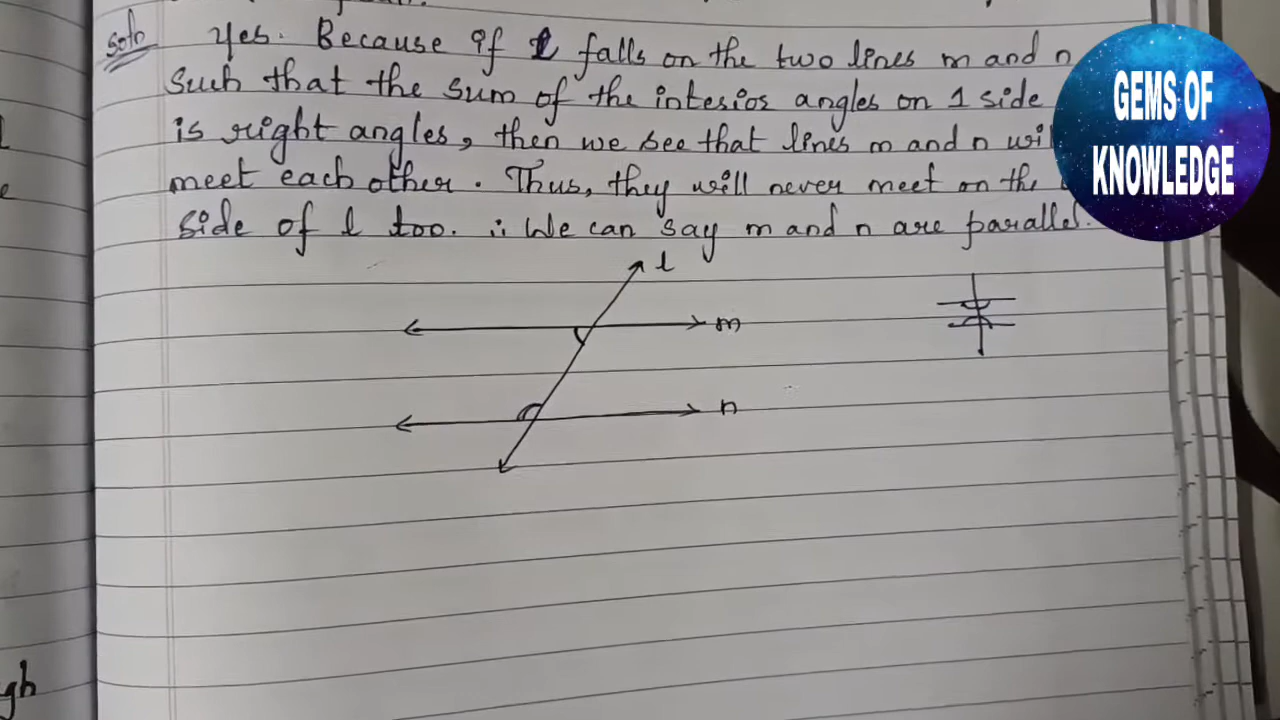 Soln Yes. Because if l falls on the two lines m and n
such that the sum of the interior angles on 1 side
is right angles, then we see that lines m and n
meet each other. Thus, they will never meet on the
side of l too. ∴ We can say m and n are parallel.
l
m
n
gh
GEMS OF
KNOWLEDGE